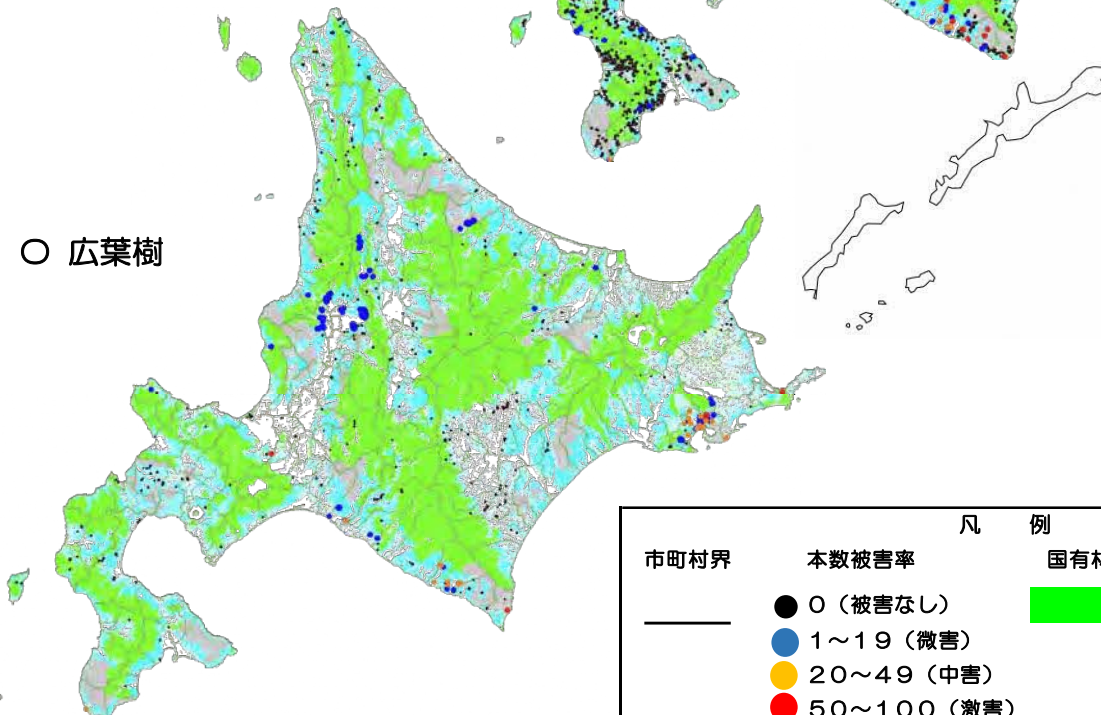 ○ 広葉樹
凡 例
市町村界 本数被害率 国有林
０（被害なし）
１～１９（微害）
２０～４９（中害）
５０～１００（激害）